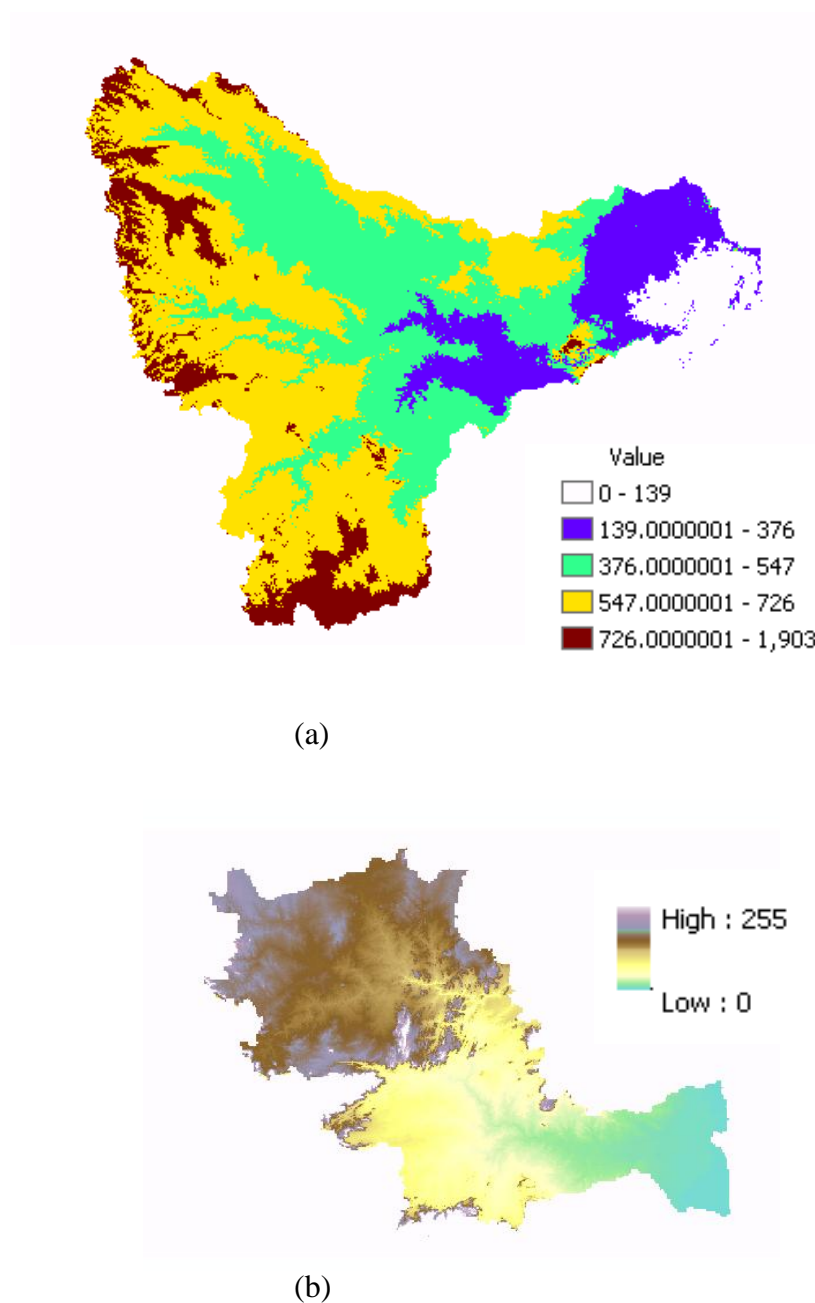 Value
0 - 139
139.0000001 - 376
376.0000001 - 547
547.0000001 - 726
726.0000001 - 1,903
(a)
High : 255
Low : 0
(b)